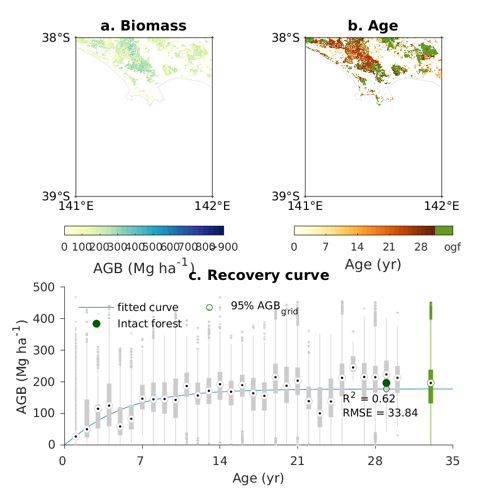 a. Biomass
b. Age
38°S
39°S
141°E
142°E
38°S
39°S
141°E
142°E
0 100 200 300 400 500 600 700 800 >900
AGB (Mg ha⁻¹)
0 7 14 21 28 ogf
Age (yr)
c. Recovery curve
500
400
300
200
100
0
AGB (Mg ha⁻¹)
fitted curve
95% AGB_grid
Intact forest
R² = 0.62
RMSE = 33.84
0 7 14 21 28 35
Age (yr)